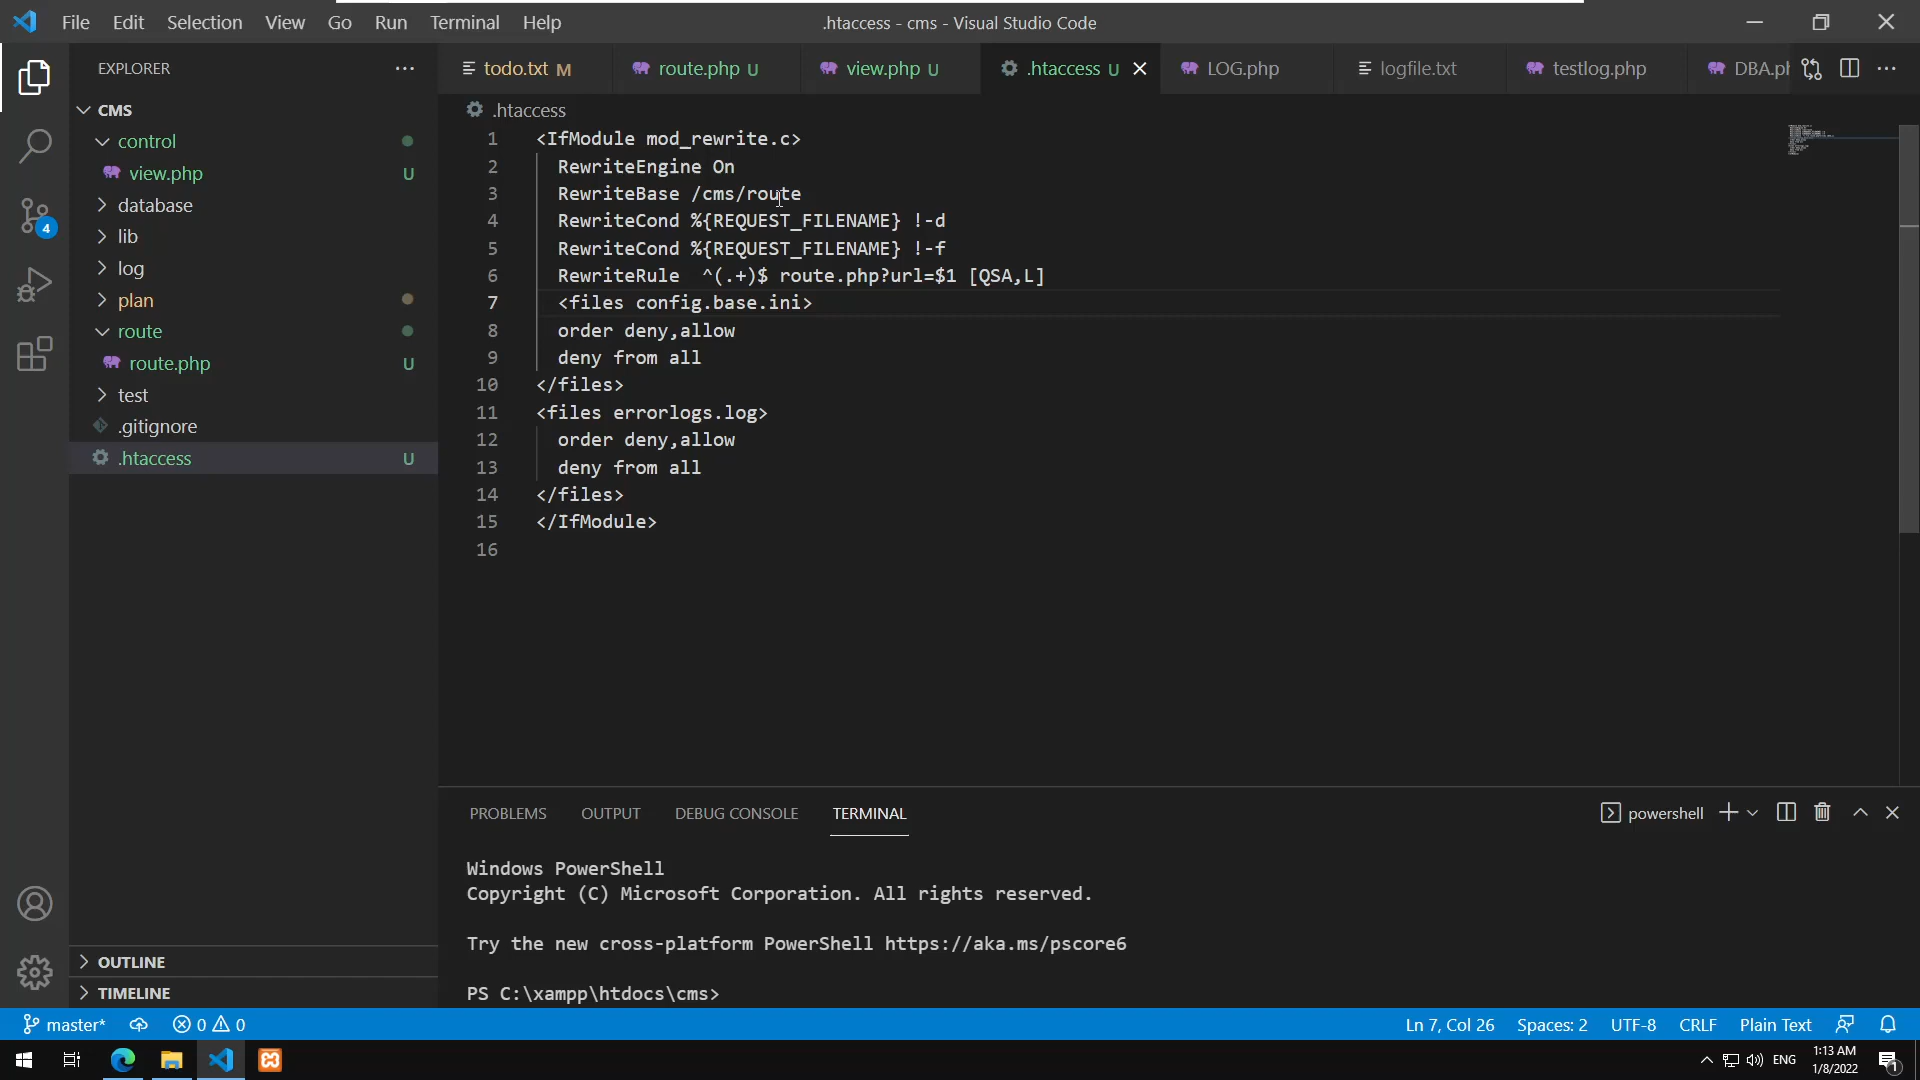 File Edit Selection View Go Run Terminal Help
.htaccess - cms - Visual Studio Code
EXPLORER
CMS
control
view.php U
database
lib
log
plan
route
route.php U
test
.gitignore
.htaccess U
OUTLINE
TIMELINE
4
todo.txt M
route.php U
view.php U
.htaccess U
LOG.php
logfile.txt
testlog.php
DBA.ph
.htaccess
1 <IfModule mod_rewrite.c>
2 RewriteEngine On
3 RewriteBase /cms/route
4 RewriteCond %{REQUEST_FILENAME} !-d
5 RewriteCond %{REQUEST_FILENAME} !-f
6 RewriteRule  ^(.+)$ route.php?url=$1 [QSA,L]
7 <files config.base.ini>
8 order deny,allow
9 deny from all
10 </files>
11 <files errorlogs.log>
12 order deny,allow
13 deny from all
14 </files>
15 </IfModule>
16
PROBLEMS OUTPUT DEBUG CONSOLE TERMINAL
powershell
Windows PowerShell
Copyright (C) Microsoft Corporation. All rights reserved.
Try the new cross-platform PowerShell https://aka.ms/pscore6
PS C:\xampp\htdocs\cms>
master* 0 0
Ln 7, Col 26 Spaces: 2 UTF-8 CRLF Plain Text
ENG
1:13 AM
1/8/2022
1